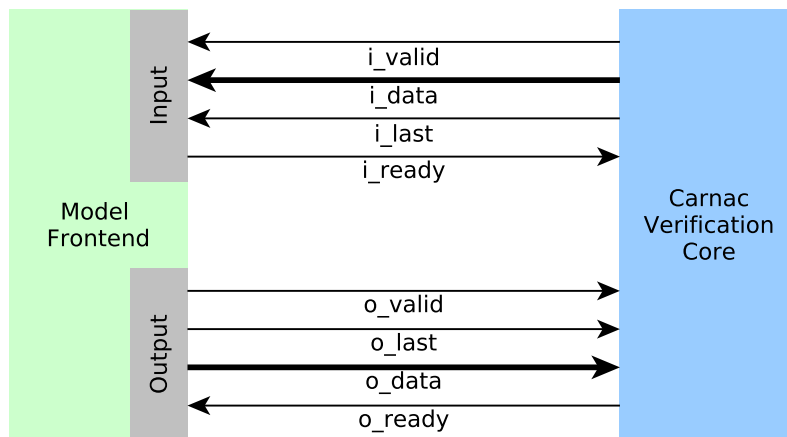 Input
i_valid
i_data
i_last
i_ready
Model
Frontend
Carnac
Verification
Core
Output
o_valid
o_last
o_data
o_ready